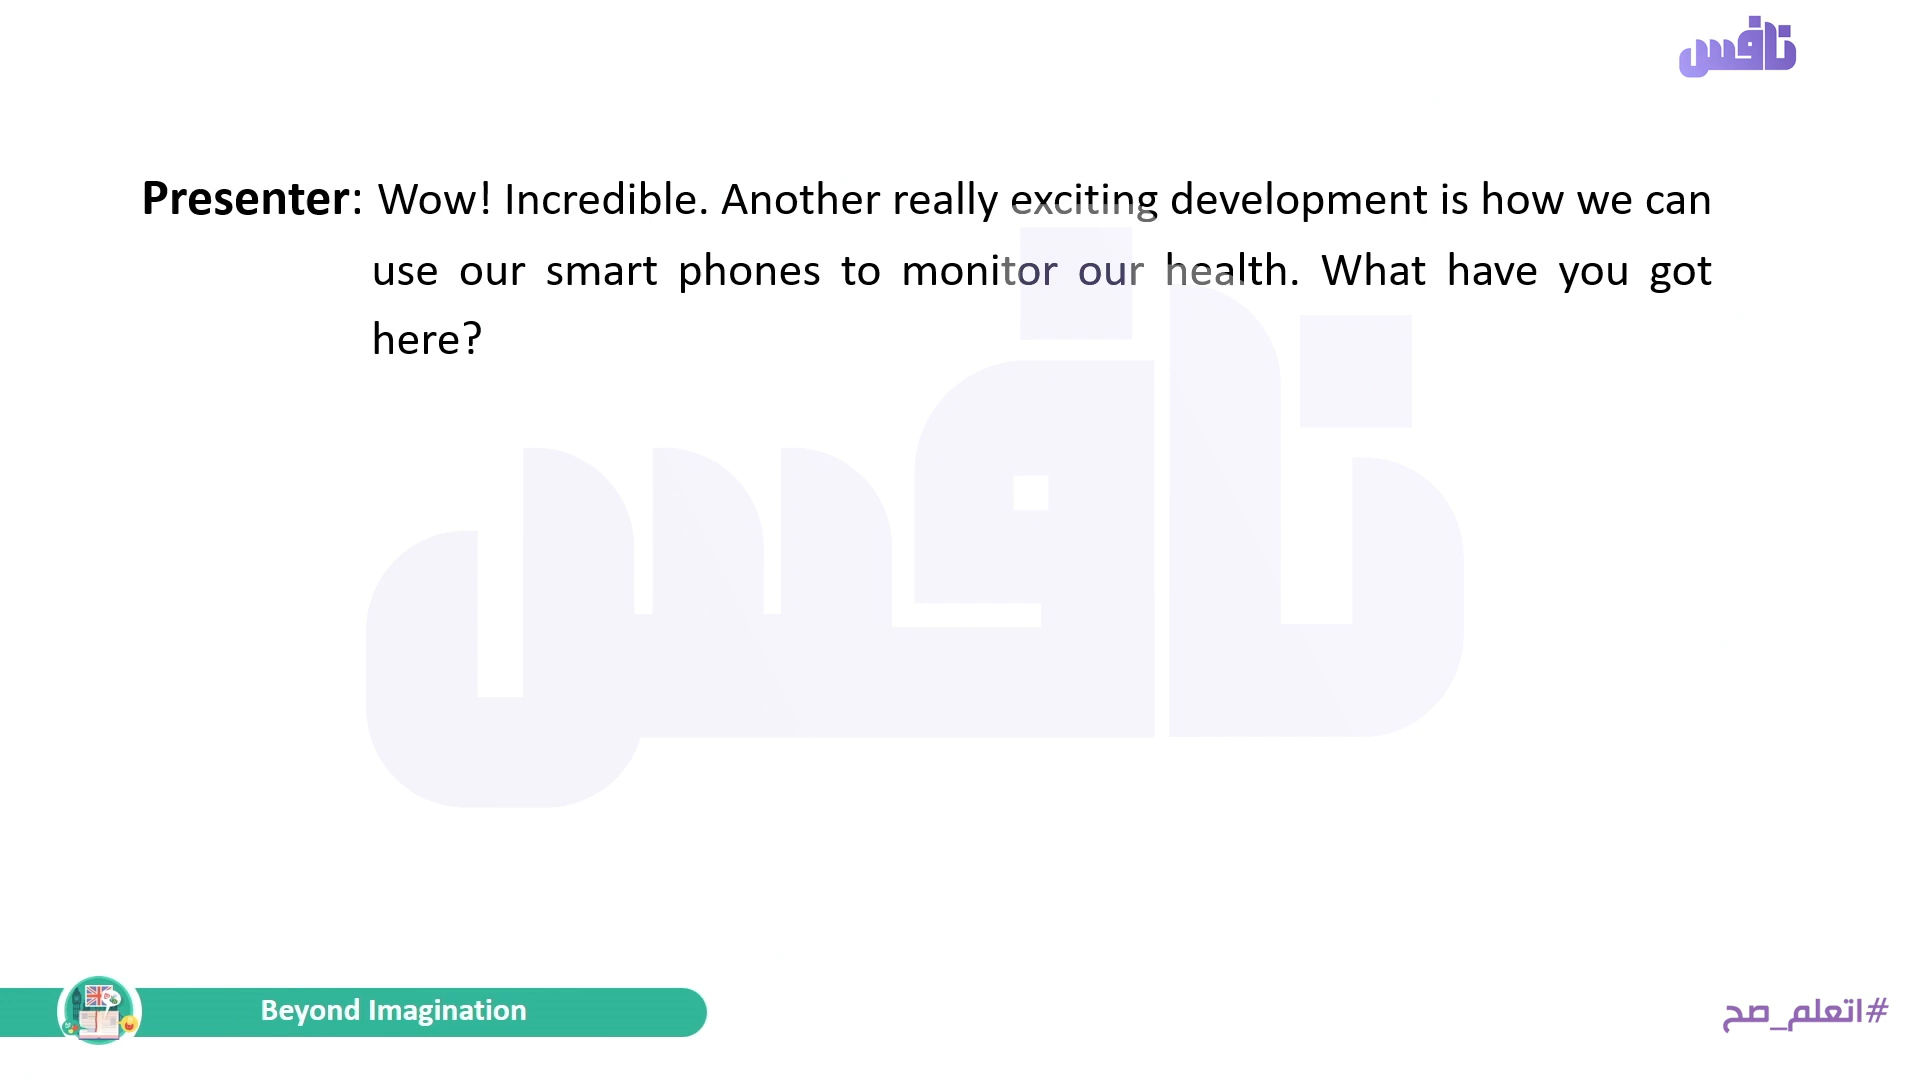 نافس
Presenter: Wow! Incredible. Another really exciting development is how we can
use our smart phones to monitor our health. What have you got
here?
نافس
Beyond Imagination
#اتعلم_صح